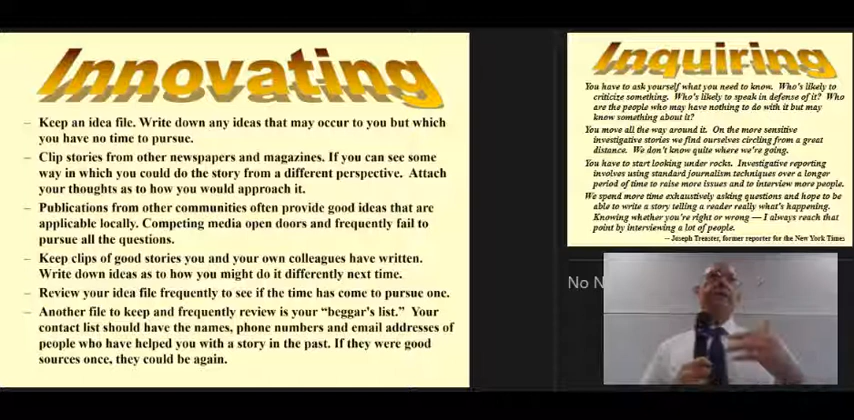 Innovating
– Keep an idea file. Write down any ideas that may occur to you but which
you have no time to pursue.
– Clip stories from other newspapers and magazines. If you can see some
way in which you could do the story from a different perspective. Attach
your thoughts as to how you would approach it.
– Publications from other communities often provide good ideas that are
applicable locally. Competing media open doors and frequently fail to
pursue all the questions.
– Keep clips of good stories you and your own colleagues have written.
Write down ideas as to how you might do it differently next time.
– Review your idea file frequently to see if the time has come to pursue one.
– Another file to keep and frequently review is your “beggar's list.” Your
contact list should have the names, phone numbers and email addresses of
people who have helped you with a story in the past. If they were good
sources once, they could be again.
Inquiring
You have to ask yourself what you need to know. Who's likely to
criticize something. Who's likely to speak in defense of it? Who
are the people who may have nothing to do with it but may
know something about it?
You move all the way around it. On the more sensitive
investigative stories we find ourselves circling from a great
distance. We don't know quite where we're going.
You have to start looking under rocks. Investigative reporting
involves using standard journalism techniques over a longer
period of time to raise more issues and to interview more people.
We spend more time exhaustively asking questions and hope to be
able to write a story telling a reader really what's happening.
Knowing whether you're right or wrong — I always reach that
point by interviewing a lot of people.
-- Joseph Treaster, former reporter for the New York Times
No